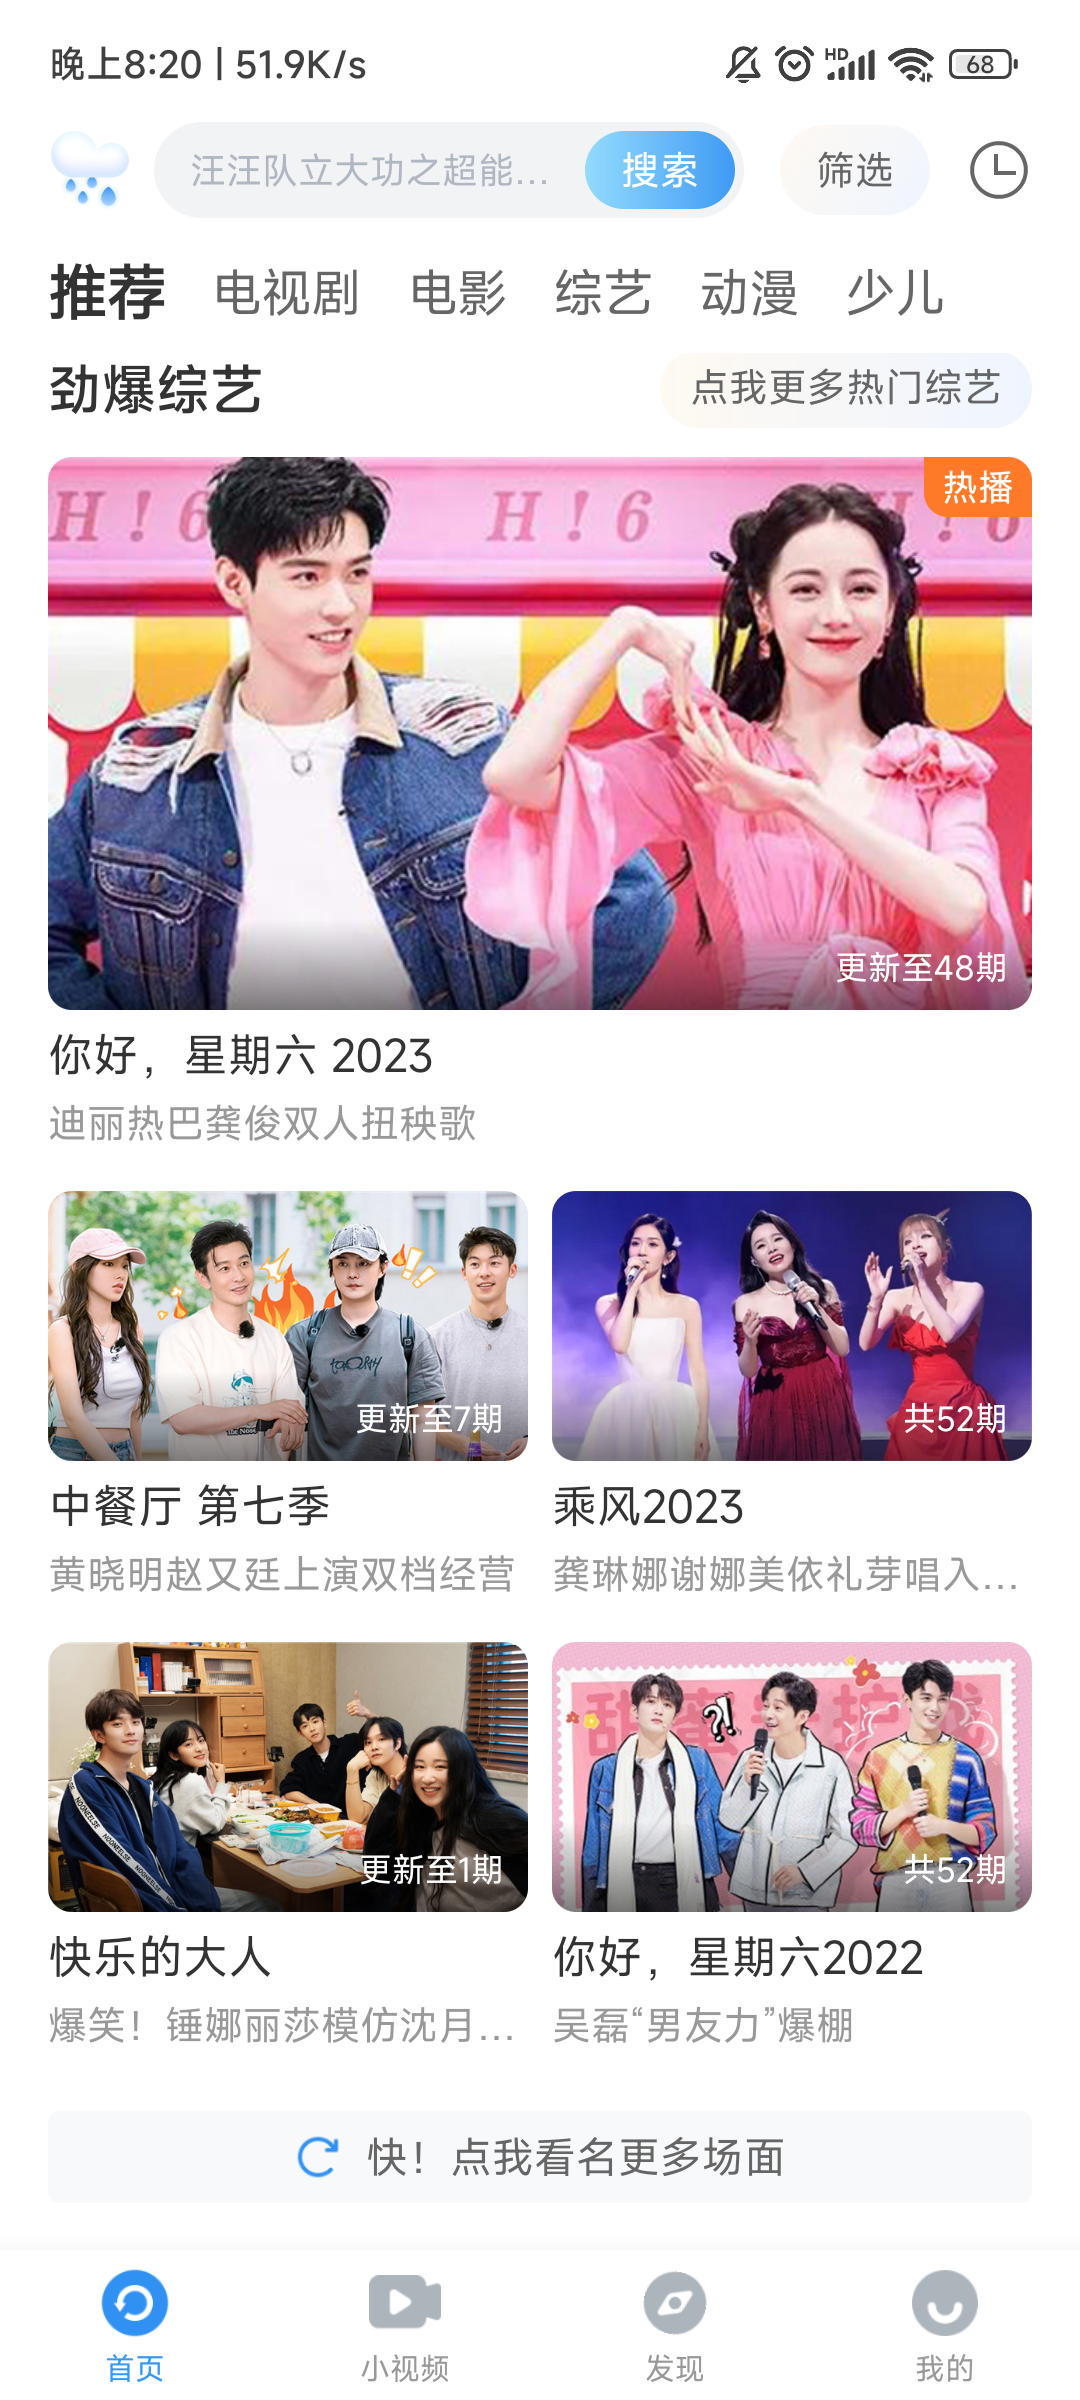 晚上8:20 | 51.9K/s
HD
68
汪汪队立大功之超能...
搜索
筛选
推荐 电视剧 电影 综艺 动漫 少儿
劲爆综艺
点我更多热门综艺
H!6 H!6 H!6
热播
更新至48期
你好，星期六 2023
迪丽热巴龚俊双人扭秧歌
更新至7期
共52期
中餐厅 第七季
乘风2023
黄晓明赵又廷上演双档经营
龚琳娜谢娜美依礼芽唱入...
NOONEELSE NOONEELSE NOONEELSE
更新至1期
甜蜜
?!
共52期
快乐的大人
你好，星期六2022
爆笑！锤娜丽莎模仿沈月...
吴磊“男友力”爆棚
快！点我看名更多场面
首页
小视频
发现
我的